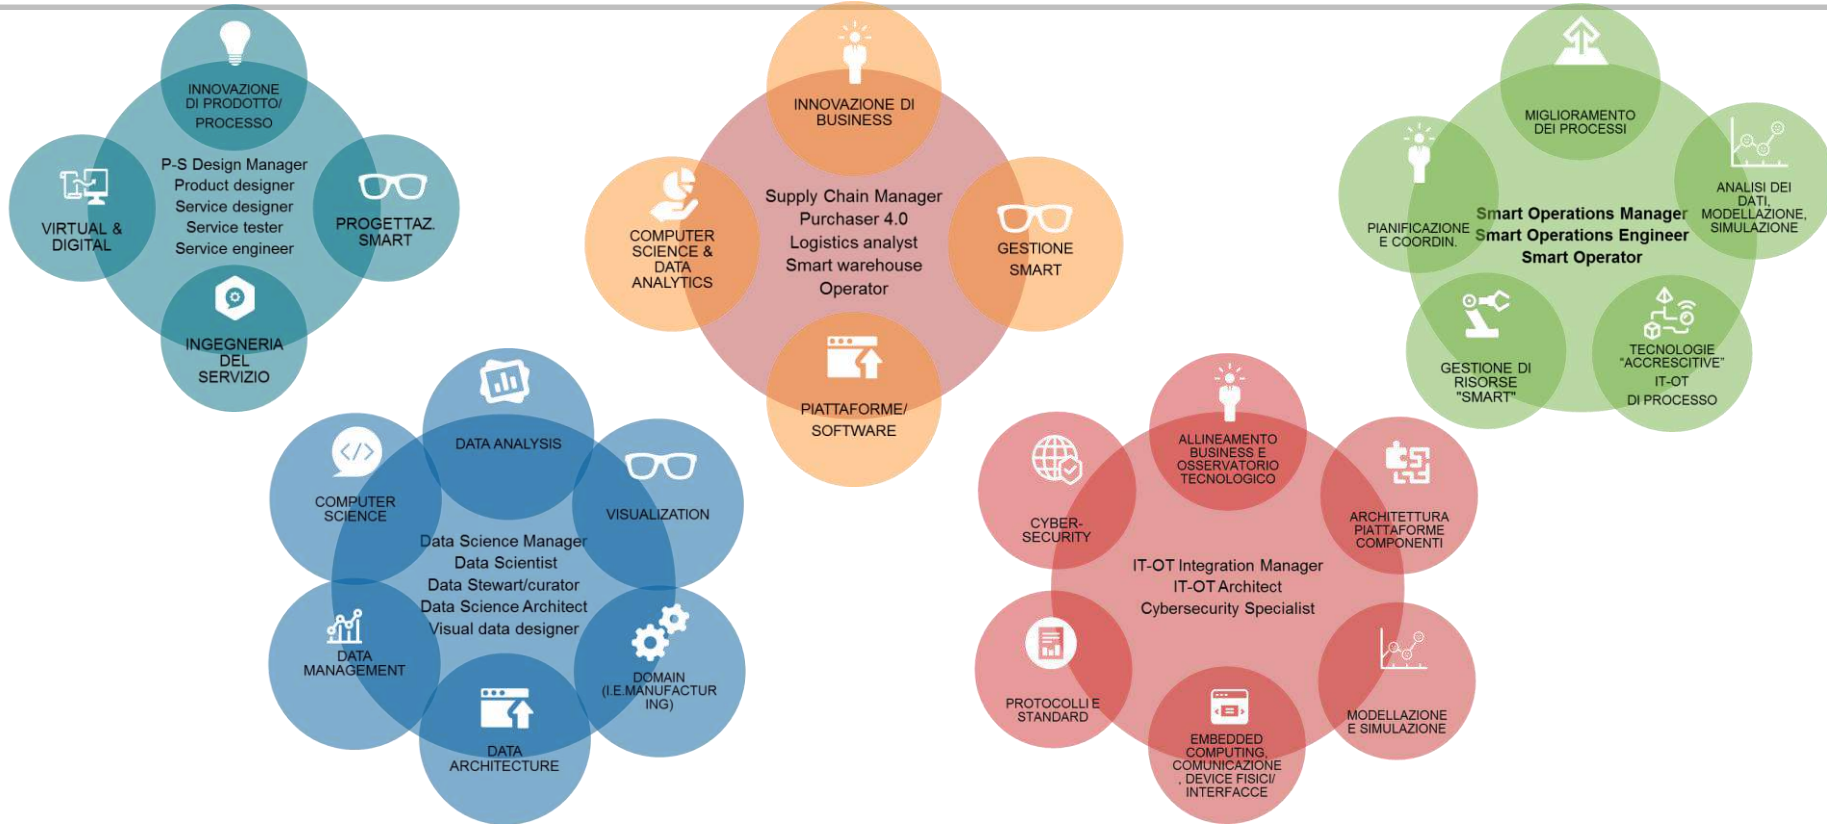 INNOVAZIONE
DI PRODOTTO/
PROCESSO
VIRTUAL &
DIGITAL
P-S Design Manager
Product designer
Service designer
Service tester
Service engineer
PROGETTAZ.
SMART
INGEGNERIA
DEL
SERVIZIO
INNOVAZIONE DI
BUSINESS
COMPUTER
SCIENCE &
DATA
ANALYTICS
Supply Chain Manager
Purchaser 4.0
Logistics analyst
Smart warehouse
Operator
GESTIONE
SMART
PIATTAFORME/
SOFTWARE
MIGLIORAMENTO
DEI PROCESSI
PIANIFICAZIONE
E COORDIN.
Smart Operations Manager
Smart Operations Engineer
Smart Operator
ANALISI DEI
DATI,
MODELLAZIONE,
SIMULAZIONE
GESTIONE DI
RISORSE
"SMART"
TECNOLOGIE
“ACCRESCITIVE”
IT-OT
DI PROCESSO
DATA ANALYSIS
</>
COMPUTER
SCIENCE
VISUALIZATION
Data Science Manager
Data Scientist
Data Stewart/curator
Data Science Architect
Visual data designer
DATA
MANAGEMENT
DOMAIN
(I.E.MANUFACTUR
ING)
DATA
ARCHITECTURE
ALLINEAMENTO
BUSINESS E
OSSERVATORIO
TECNOLOGICO
CYBER-
SECURITY
ARCHITETTURA
PIATTAFORME
COMPONENTI
IT-OT Integration Manager
IT-OT Architect
Cybersecurity Specialist
PROTOCOLLI E
STANDARD
MODELLAZIONE
E SIMULAZIONE
EMBEDDED
COMPUTING,
COMUNICAZIONE
, DEVICE FISICI/
INTERFACCE